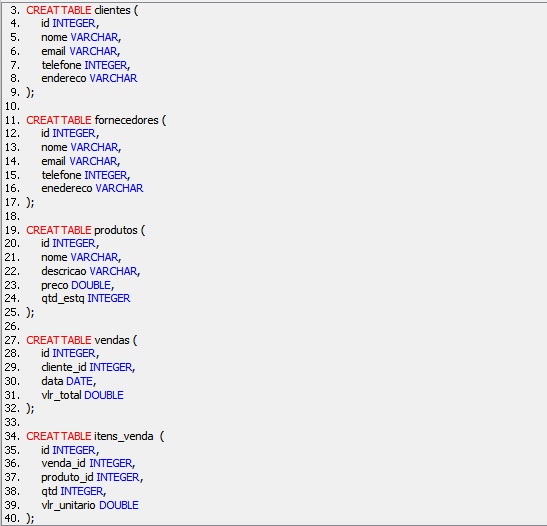 3. CREAT TABLE clientes (
4. id INTEGER,
5. nome VARCHAR,
6. email VARCHAR,
7. telefone INTEGER,
8. endereco VARCHAR
9. );
10.
11. CREAT TABLE fornecedores (
12. id INTEGER,
13. nome VARCHAR,
14. email VARCHAR,
15. telefone INTEGER,
16. enedereco VARCHAR
17. );
18.
19. CREAT TABLE produtos (
20. id INTEGER,
21. nome VARCHAR,
22. descricao VARCHAR,
23. preco DOUBLE,
24. qtd_estq INTEGER
25. );
26.
27. CREAT TABLE vendas (
28. id INTEGER,
29. cliente_id INTEGER,
30. data DATE,
31. vlr_total DOUBLE
32. );
33.
34. CREAT TABLE itens_venda (
35. id INTEGER,
36. venda_id INTEGER,
37. produto_id INTEGER,
38. qtd INTEGER,
39. vlr_unitario DOUBLE
40. );